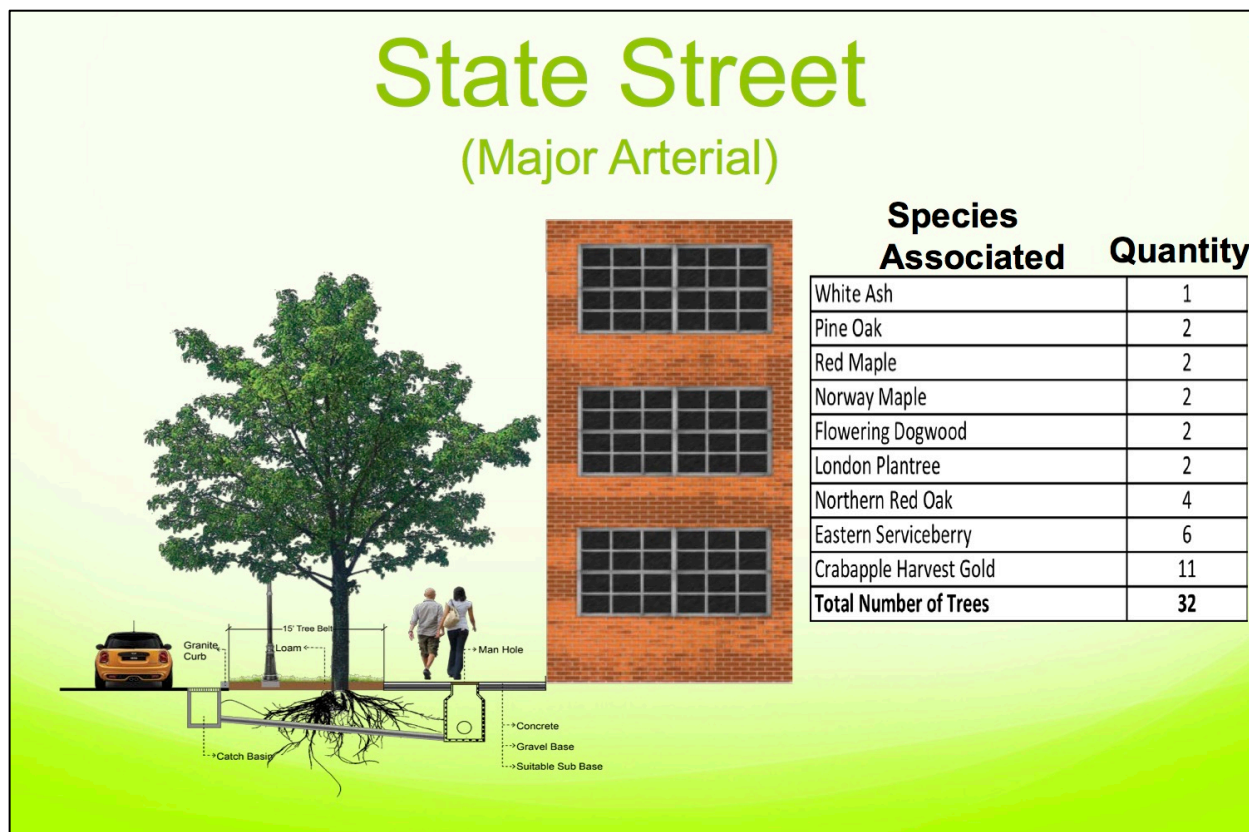 State Street
(Major Arterial)
Species
Associated Quantity
White Ash 1
Pine Oak 2
Red Maple 2
Norway Maple 2
Flowering Dogwood 2
London Plantree 2
Northern Red Oak 4
Eastern Serviceberry 6
Crabapple Harvest Gold 11
Total Number of Trees 32
15' Tree Belt
Granite
Curb
Loam
Man Hole
Concrete
Gravel Base
Catch Basin
Suitable Sub Base